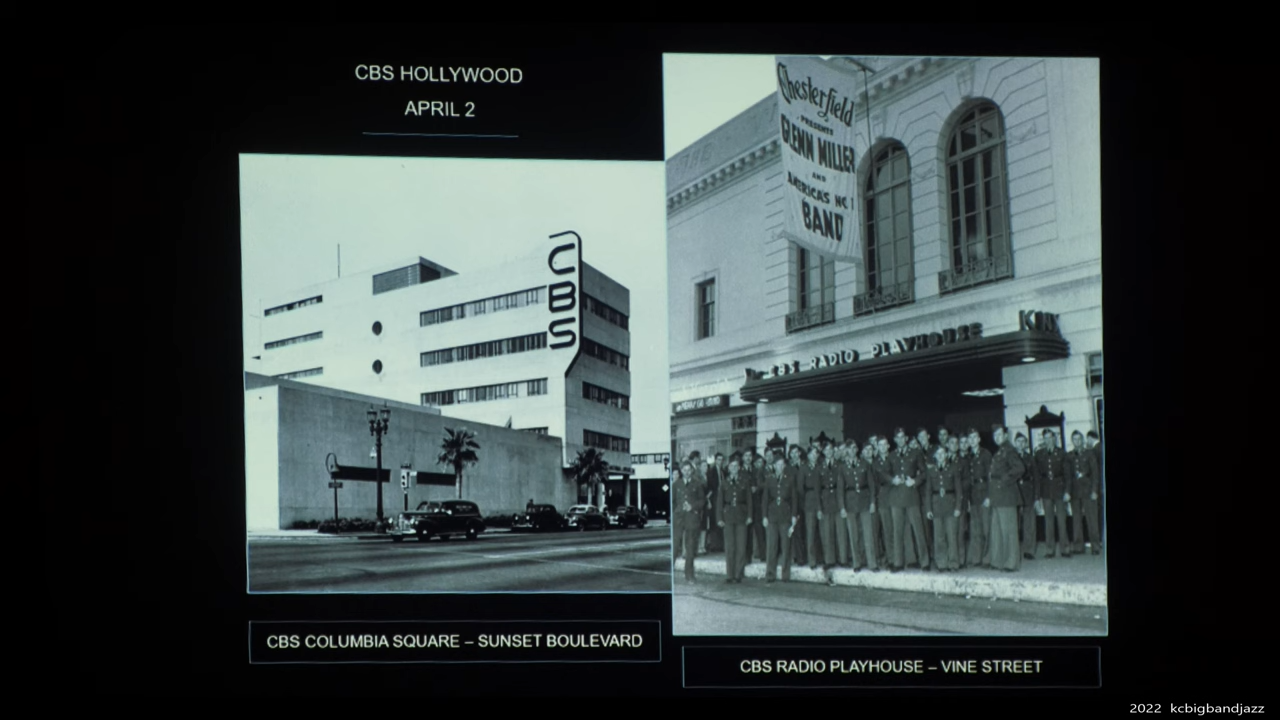 CBS HOLLYWOOD
APRIL 2
CBS
Chesterfield
PRESENTS
GLENN MILLER
AND
AMERICA'S NO 1
BAND
CBS RADIO PLAYHOUSE
KNX
CBS COLUMBIA SQUARE – SUNSET BOULEVARD
CBS RADIO PLAYHOUSE – VINE STREET
2022 kcbigbandjazz